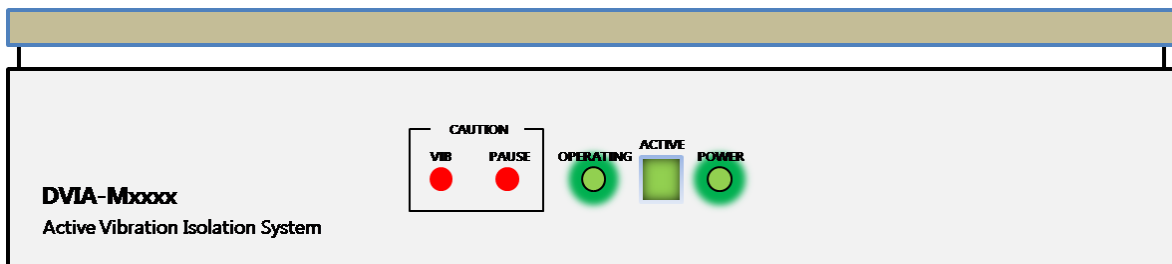 CAUTION
VIB PAUSE OPERATING ACTIVE POWER
DVIA-Mxxxx
Active Vibration Isolation System